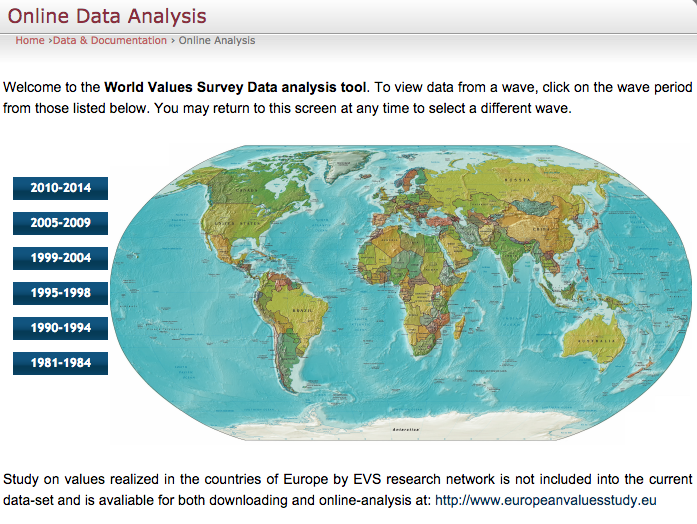 Online Data Analysis
Home ›Data & Documentation › Online Analysis
Welcome to the World Values Survey Data analysis tool. To view data from a wave, click on the wave period
from those listed below. You may return to this screen at any time to select a different wave.
2010-2014
2005-2009
1999-2004
1995-1998
1990-1994
1981-1984
CANADA
UNITED STATES
BRAZIL
RUSSIA
CHINA
AUSTRALIA
Antarctica
Study on values realized in the countries of Europe by EVS research network is not included into the current
data-set and is avaliable for both downloading and online-analysis at: http://www.europeanvaluesstudy.eu